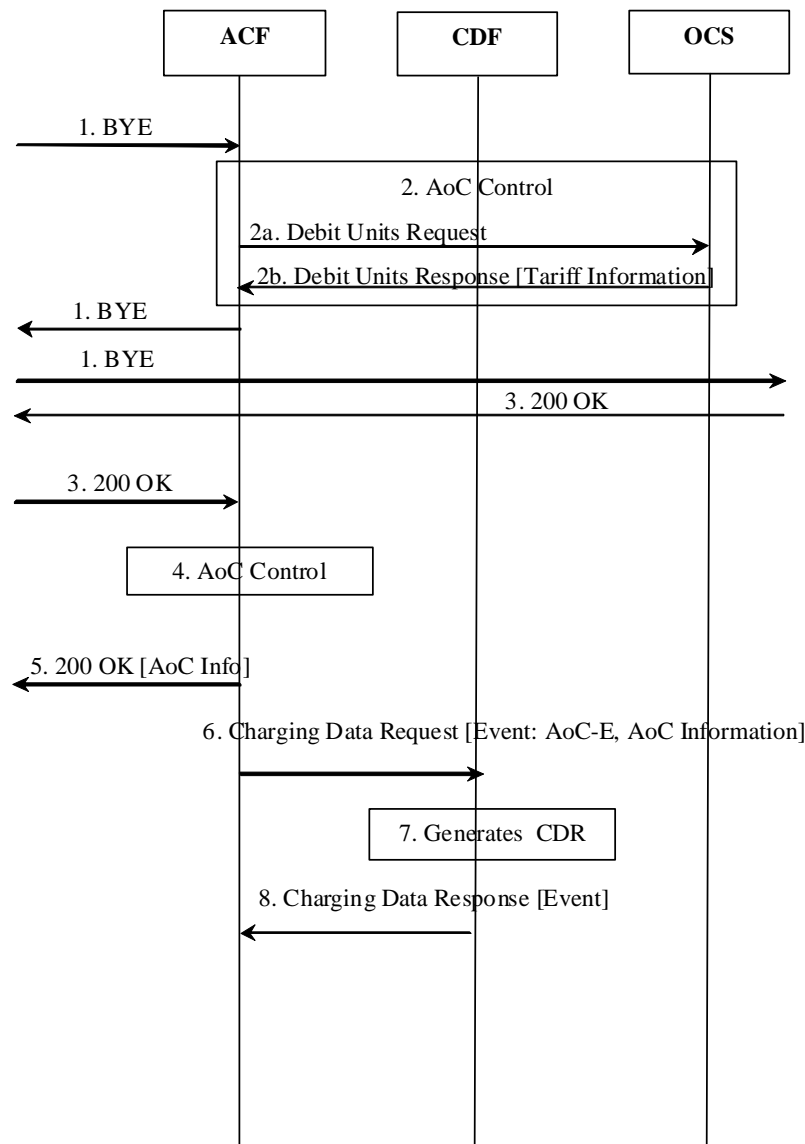 ACF CDF OCS
1. BYE
2. AoC Control
2a. Debit Units Request
2b. Debit Units Response [Tariff Information]
1. BYE
1. BYE
3. 200 OK
3. 200 OK
4. AoC Control
5. 200 OK [AoC Info]
6. Charging Data Request [Event: AoC-E, AoC Information]
7. Generates CDR
8. Charging Data Response [Event]